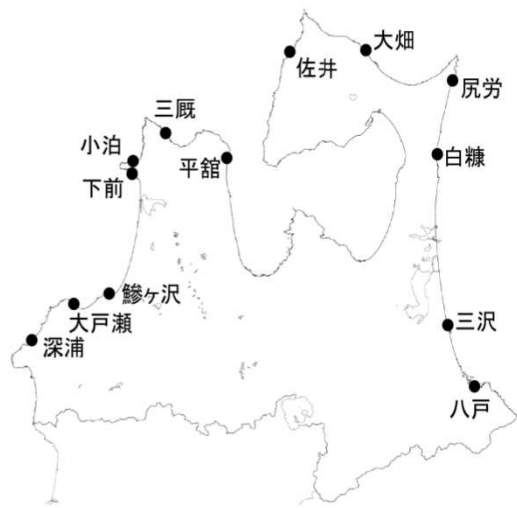 大畑
佐井
尻労
三厩
小泊
平舘
白糠
下前
鰺ヶ沢
大戸瀬
三沢
深浦
八戸